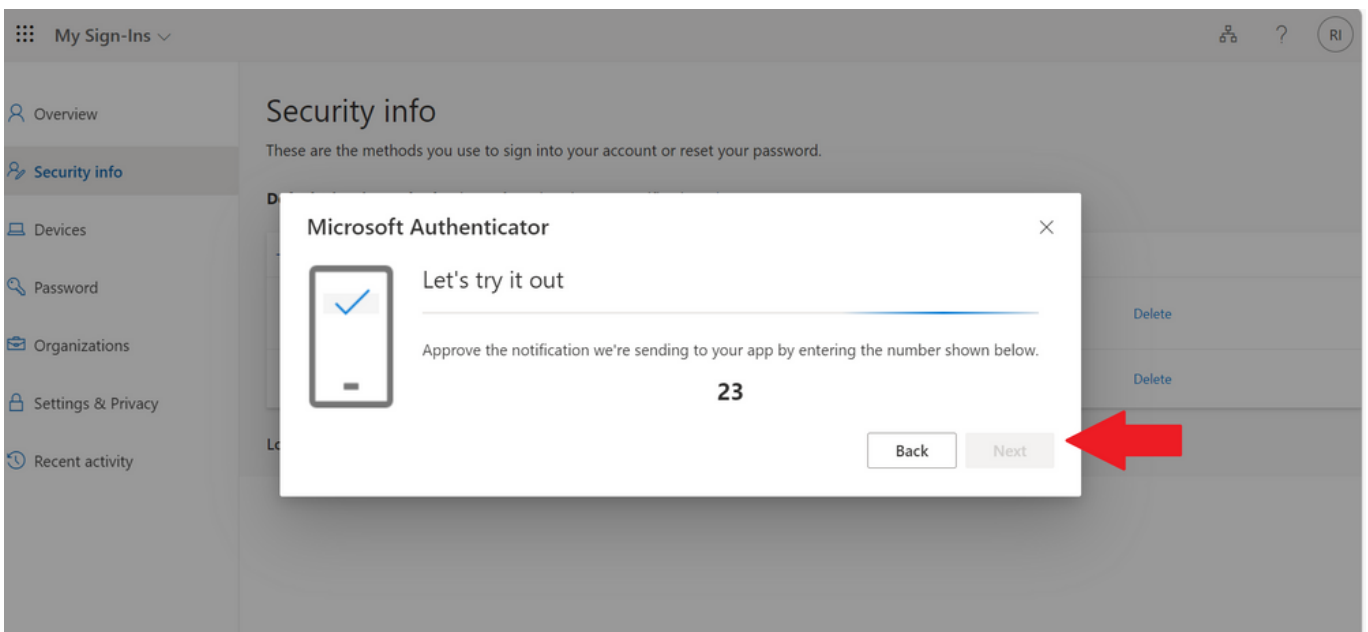 My Sign-Ins
?
RI
Overview
Security info
Devices
Password
Organizations
Settings & Privacy
Recent activity
Security info
These are the methods you use to sign into your account or reset your password.
Microsoft Authenticator
Let's try it out
Approve the notification we're sending to your app by entering the number shown below.
23
Back
Next
Delete
Delete